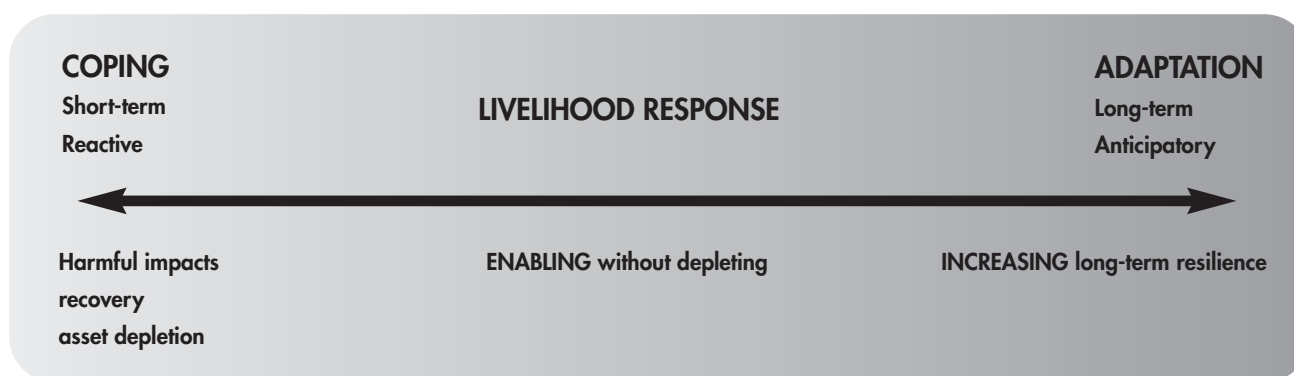 COPING
Short-term
Reactive
LIVELIHOOD RESPONSE
ADAPTATION
Long-term
Anticipatory
Harmful impacts
recovery
asset depletion
ENABLING without depleting
INCREASING long-term resilience